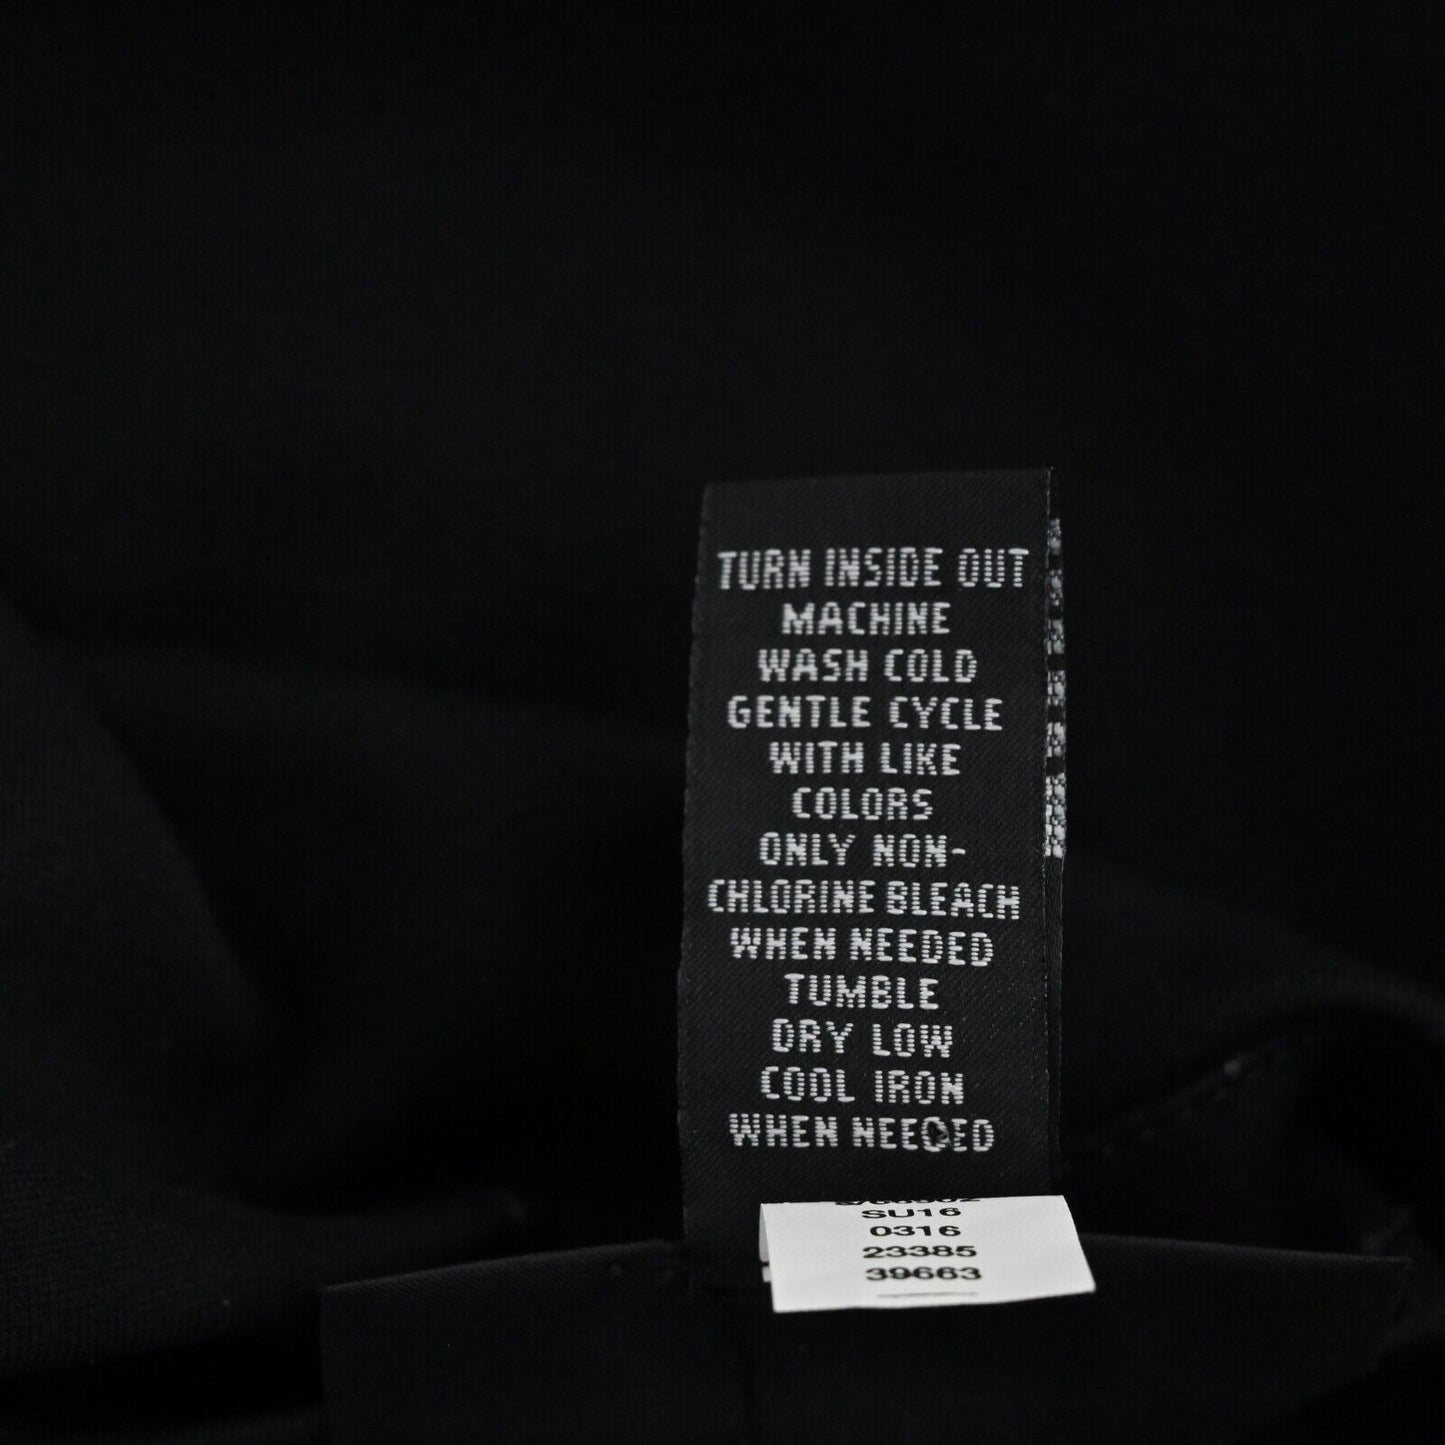 TURN INSIDE OUT
MACHINE
WASH COLD
GENTLE CYCLE
WITH LIKE
COLORS
ONLY NON-
CHLORINE BLEACH
WHEN NEEDED
TUMBLE
DRY LOW
COOL IRON
WHEN NEEDED
SU16
0316
23385
39663